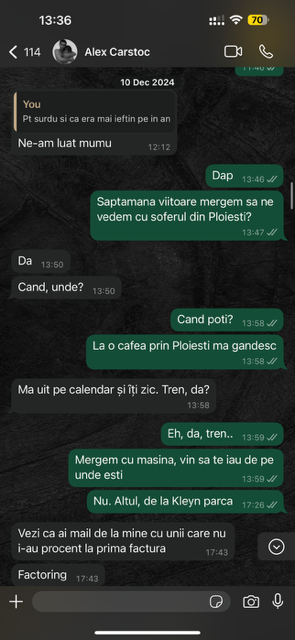 13:36
70
114
Alex Carstoc
11:46
10 Dec 2024
You
Pt surdu si ca era mai ieftin pe in an
Ne-am luat mumu
12:12
Dap
13:46
Saptamana viitoare mergem sa ne
vedem cu soferul din Ploiesti?
13:47
Da
13:50
Cand, unde?
13:50
Cand poti?
13:58
La o cafea prin Ploiesti ma gandesc
13:58
Ma uit pe calendar și îți zic. Tren, da?
13:58
Eh, da, tren..
13:59
Mergem cu masina, vin sa te iau de pe
unde esti
13:59
Nu. Altul, de la Kleyn parca
17:26
Vezi ca ai mail de la mine cu unii care nu
i-au procent la prima factura
17:43
Factoring
17:43